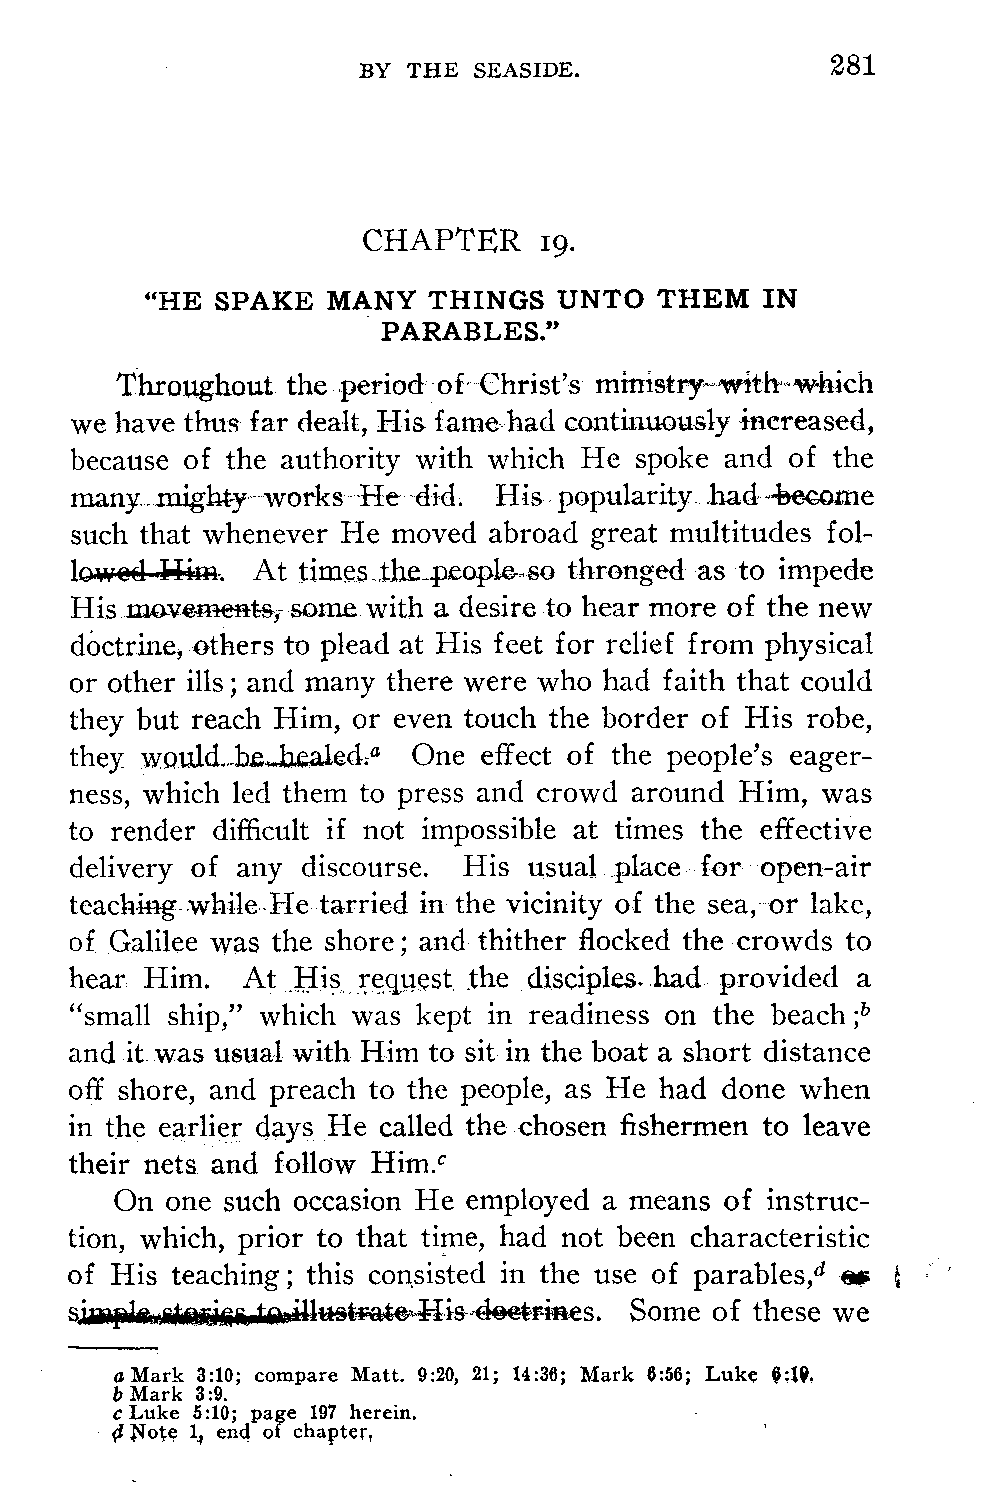 BY THE SEASIDE. 281
CHAPTER 19.
"HE SPAKE MANY THINGS UNTO THEM IN
PARABLES."
Throughout the period of Christ's ministry with which
we have thus far dealt, His fame had continuously increased,
because of the authority with which He spoke and of the
many mighty works He did. His popularity had become
such that whenever He moved abroad great multitudes fol-
lowed Him. At times the people so thronged as to impede
His movements, some with a desire to hear more of the new
doctrine, others to plead at His feet for relief from physical
or other ills; and many there were who had faith that could
they but reach Him, or even touch the border of His robe,
they would be healed.a One effect of the people's eager-
ness, which led them to press and crowd around Him, was
to render difficult if not impossible at times the effective
delivery of any discourse. His usual place for open-air
teaching while He tarried in the vicinity of the sea, or lake,
of Galilee was the shore; and thither flocked the crowds to
hear Him. At His request the disciples had provided a
"small ship," which was kept in readiness on the beach;b
and it was usual with Him to sit in the boat a short distance
off shore, and preach to the people, as He had done when
in the earlier days He called the chosen fishermen to leave
their nets and follow Him.c
On one such occasion He employed a means of instruc-
tion, which, prior to that time, had not been characteristic
of His teaching; this consisted in the use of parables,d or
simple stories to illustrate His doctrines. Some of these we
a Mark 3:10; compare Matt. 9:20, 21; 14:36; Mark 6:56; Luke 6:19.
b Mark 3:9.
c Luke 5:10; page 197 herein.
d Note 1, end of chapter.